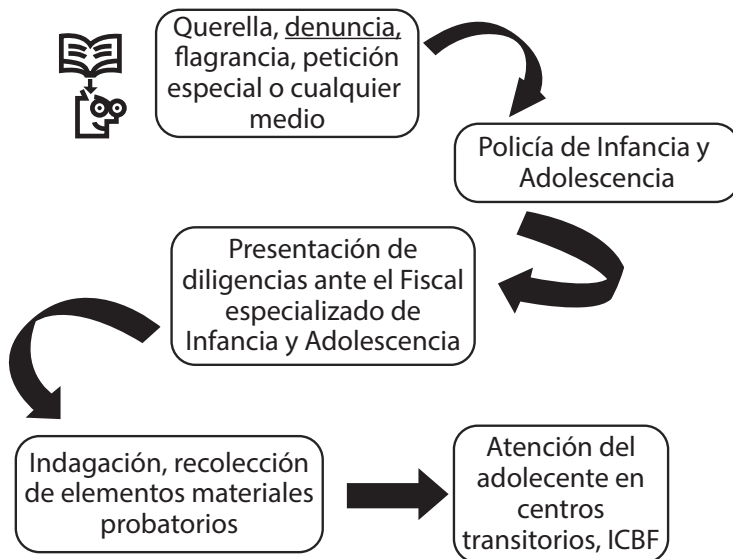 Querella, denuncia,
flagrancia, petición
especial o cualquier
medio
Policía de Infancia y
Adolescencia
Presentación de
diligencias ante el Fiscal
especializado de
Infancia y Adolescencia
Indagación, recolección
de elementos materiales
probatorios
Atención del
adolecente en
centros
transitorios, ICBF